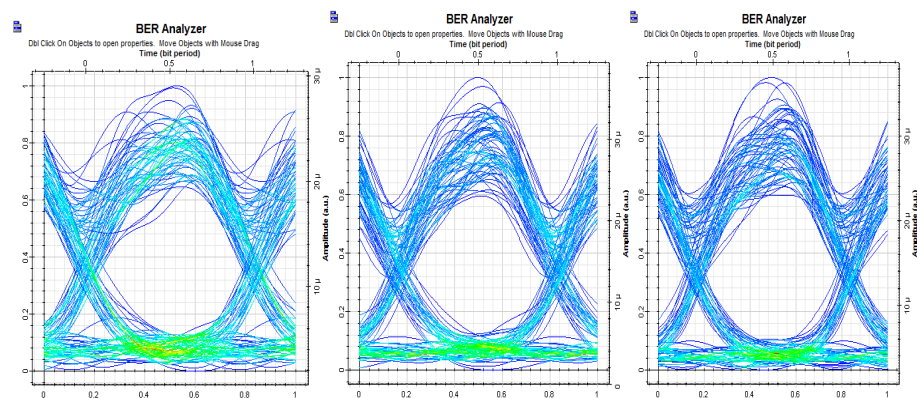 BER Analyzer
Dbl Click On Objects to open properties. Move Objects with Mouse Drag
Time (bit period)
0 0.5 1
1
0.8
0.6
0.4
0.2
0
30 µ
20 µ
10 µ
0 0.2 0.4 0.6 0.8 1
BER Analyzer
Dbl Click On Objects to open properties. Move Objects with Mouse Drag
Time (bit period)
0 0.5 1
Amplitude (a.u.)
1
0.8
0.6
0.4
0.2
0
30 µ
20 µ
10 µ
0
0 0.2 0.4 0.6 0.8 1
BER Analyzer
Dbl Click On Objects to open properties. Move Objects with Mouse Drag
Time (bit period)
0 0.5 1
Amplitude (a.u.)
1
0.8
0.6
0.4
0.2
0
30 µ
20 µ
10 µ
0 0.2 0.4 0.6 0.8 1
Amplitude (a.u.)